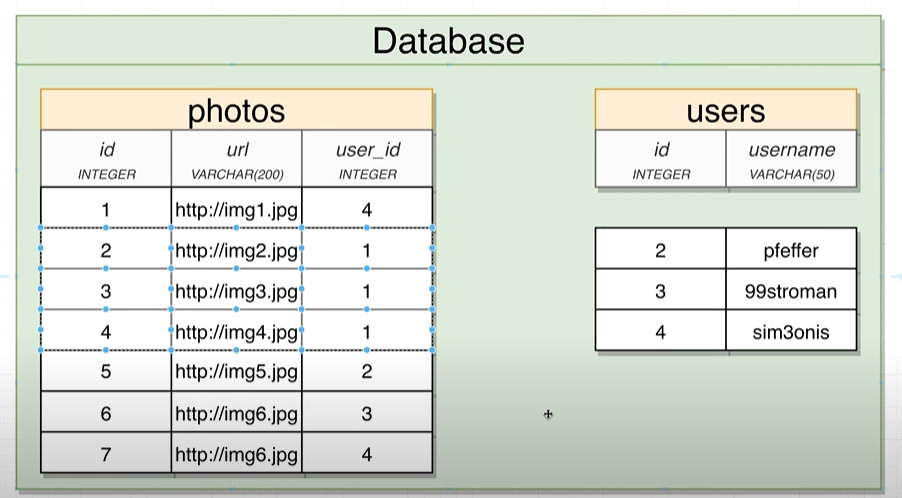 Database
photos
id url user_id
INTEGER VARCHAR(200) INTEGER
1 http://img1.jpg 4
2 http://img2.jpg 1
3 http://img3.jpg 1
4 http://img4.jpg 1
5 http://img5.jpg 2
6 http://img6.jpg 3
7 http://img6.jpg 4
users
id username
INTEGER VARCHAR(50)
2 pfeffer
3 99stroman
4 sim3onis